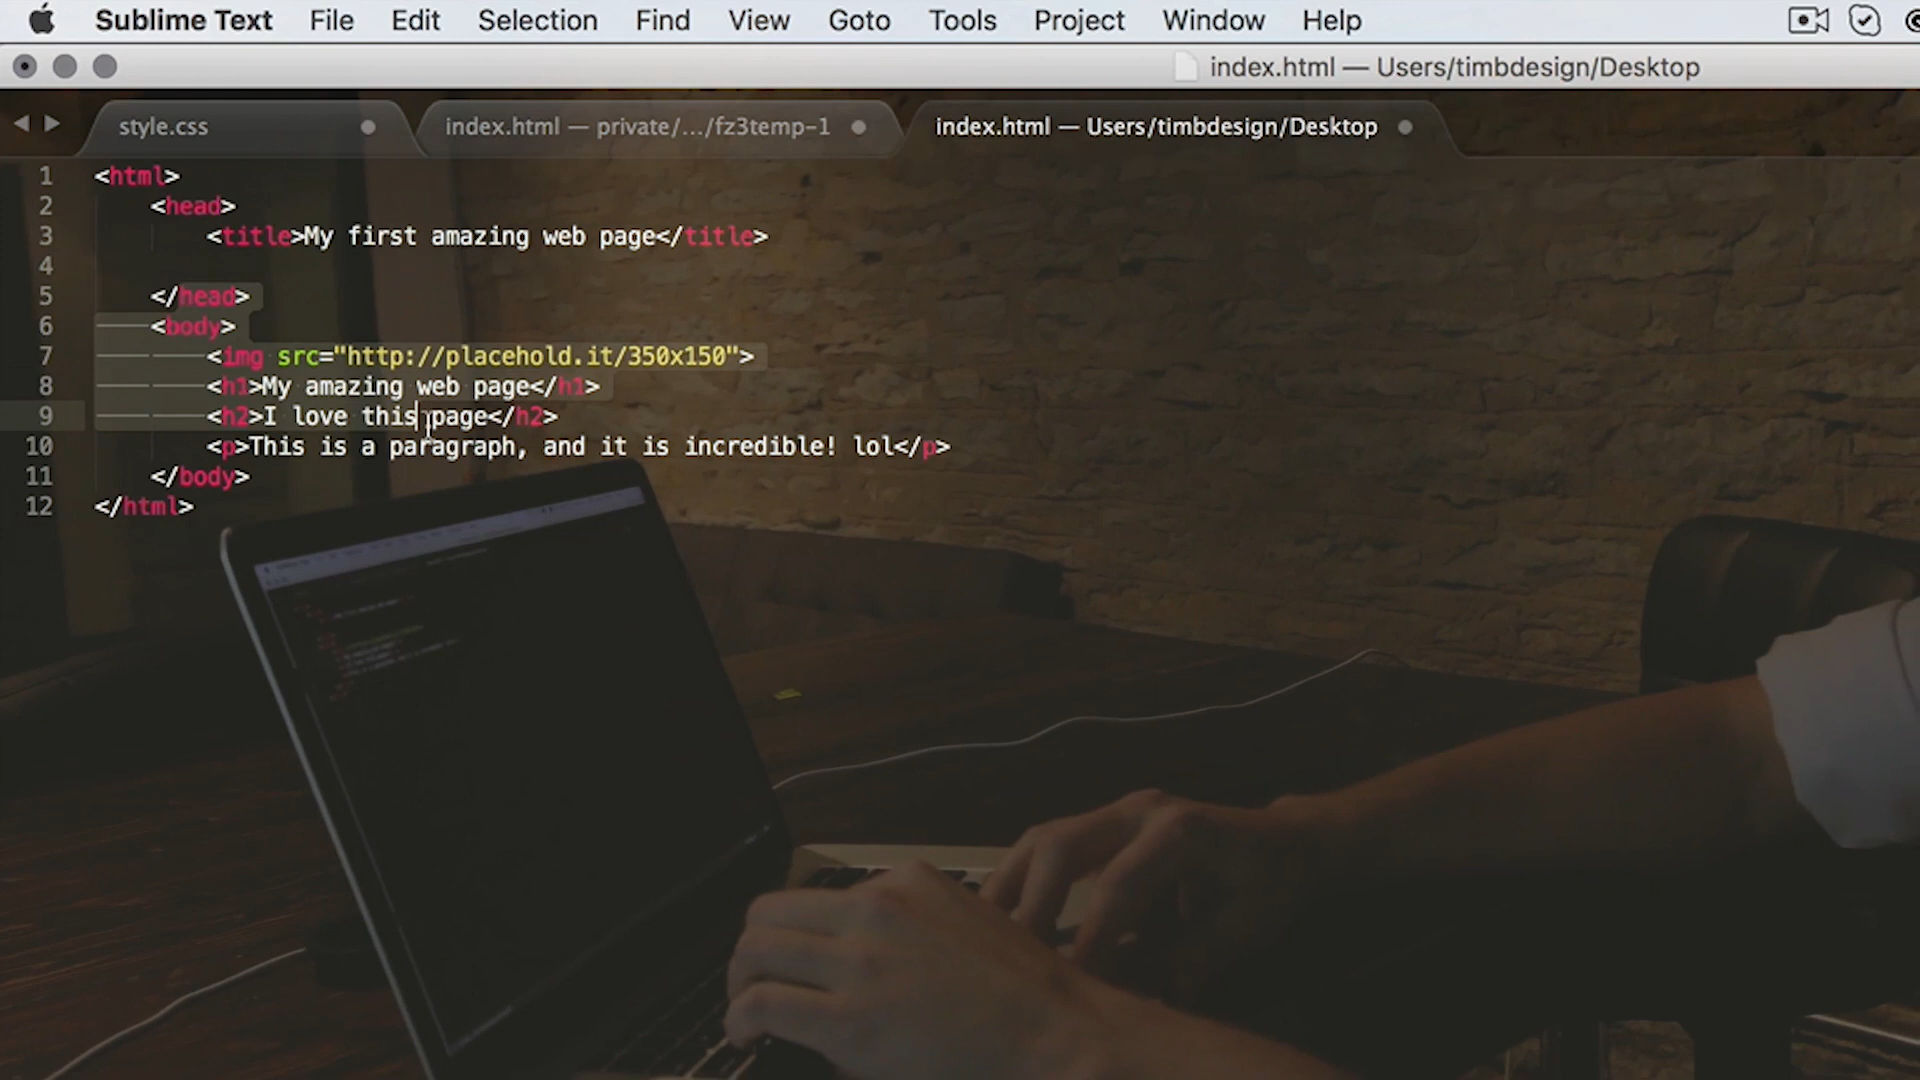 Sublime Text File Edit Selection Find View Goto Tools Project Window Help
index.html — Users/timbdesign/Desktop
style.css index.html — private/.../fz3temp-1 index.html — Users/timbdesign/Desktop
1 <html>
2 <head>
3 <title>My first amazing web page</title>
4
5 </head>
6 <body>
7 <img src="http://placehold.it/350x150">
8 <h1>My amazing web page</h1>
9 <h2>I love this page</h2>
10 <p>This is a paragraph, and it is incredible! lol</p>
11 </body>
12 </html>